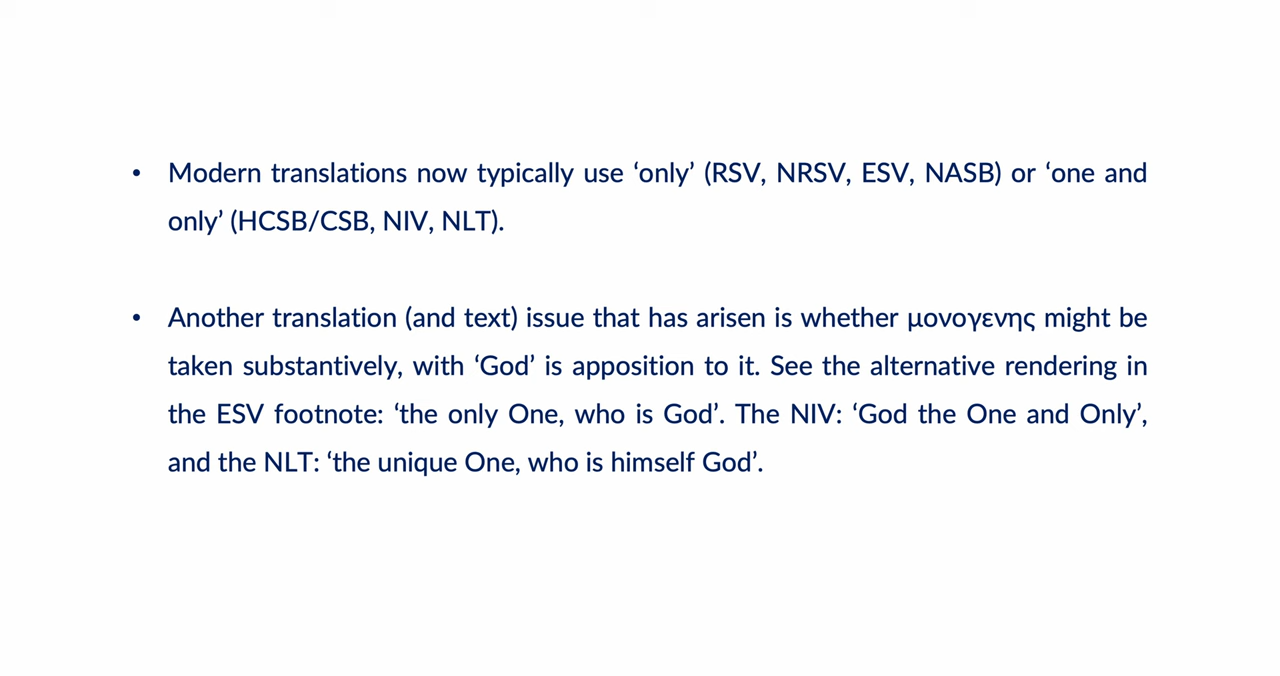 • Modern translations now typically use ‘only’ (RSV, NRSV, ESV, NASB) or ‘one and
only’ (HCSB/CSB, NIV, NLT).
• Another translation (and text) issue that has arisen is whether μονογενης might be
taken substantively, with ‘God’ is apposition to it. See the alternative rendering in
the ESV footnote: ‘the only One, who is God’. The NIV: ‘God the One and Only’,
and the NLT: ‘the unique One, who is himself God’.